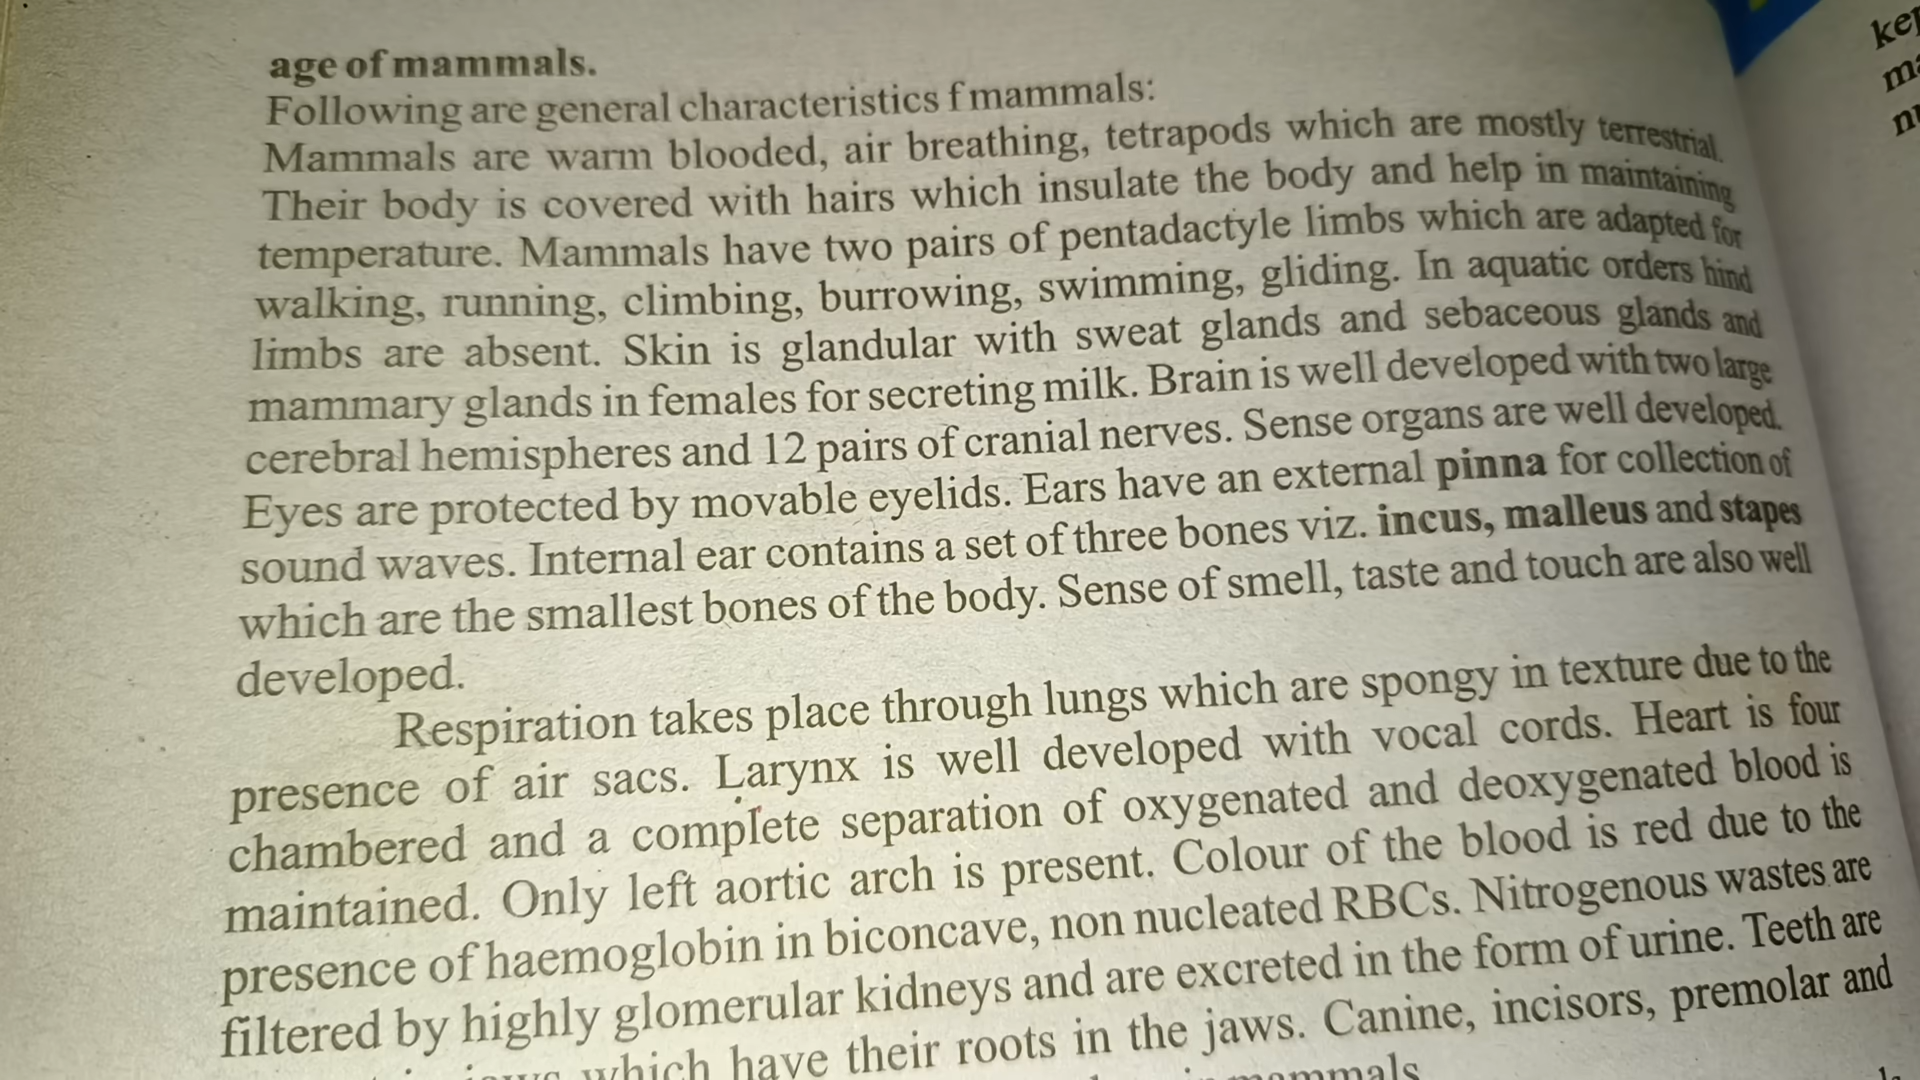 age of mammals.
Following are general characteristics f mammals:
Mammals are warm blooded, air breathing, tetrapods which are mostly terrestrial.
Their body is covered with hairs which insulate the body and help in maintaining
temperature. Mammals have two pairs of pentadactyle limbs which are adapted for
walking, running, climbing, burrowing, swimming, gliding. In aquatic orders hind
limbs are absent. Skin is glandular with sweat glands and sebaceous glands and
mammary glands in females for secreting milk. Brain is well developed with two large
cerebral hemispheres and 12 pairs of cranial nerves. Sense organs are well developed.
Eyes are protected by movable eyelids. Ears have an external pinna for collection of
sound waves. Internal ear contains a set of three bones viz. incus, malleus and stapes
which are the smallest bones of the body. Sense of smell, taste and touch are also well
developed.
Respiration takes place through lungs which are spongy in texture due to the
presence of air sacs. Larynx is well developed with vocal cords. Heart is four
chambered and a complete separation of oxygenated and deoxygenated blood is
maintained. Only left aortic arch is present. Colour of the blood is red due to the
presence of haemoglobin in biconcave, non nucleated RBCs. Nitrogenous wastes are
filtered by highly glomerular kidneys and are excreted in the form of urine. Teeth are
which have their roots in the jaws. Canine, incisors, premolar and
mammals